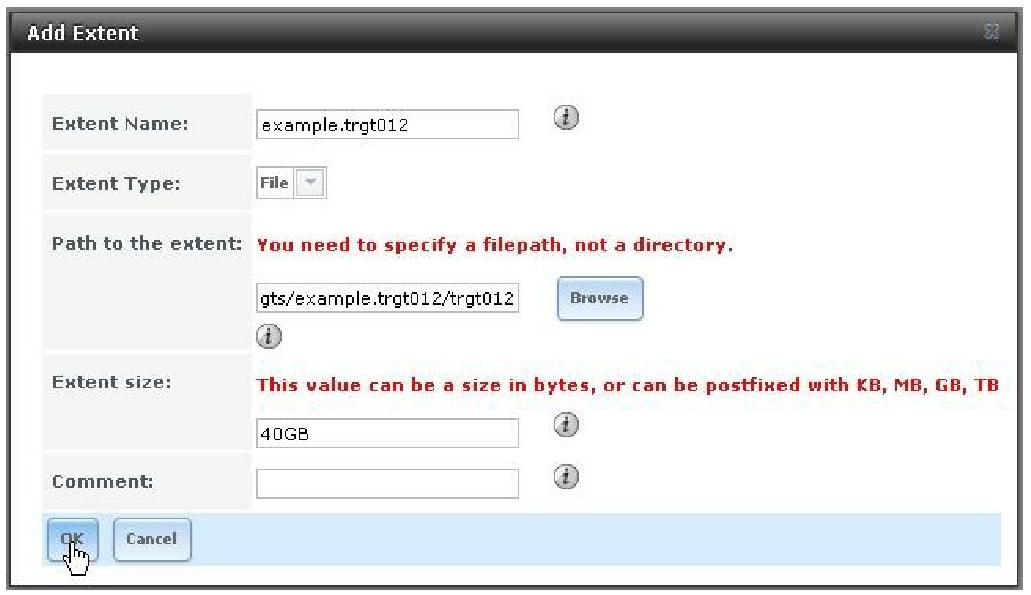 Add Extent
Extent Name:
example.trgt012
Extent Type:
File
Path to the extent:
You need to specify a filepath, not a directory.
gts/example.trgt012/trgt012
Browse
Extent size:
This value can be a size in bytes, or can be postfixed with KB, MB, GB, TB
40GB
Comment:
OK
Cancel